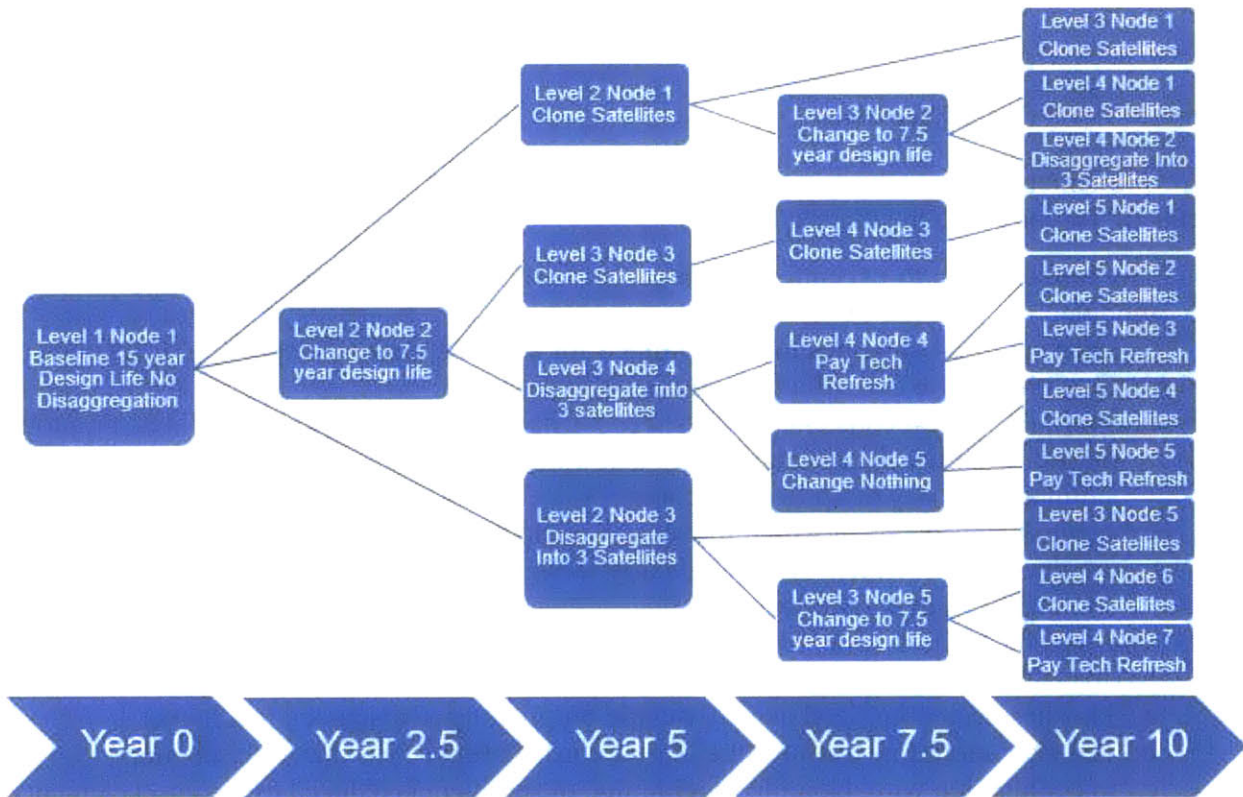 Level 1 Node 1
Baseline 15 year
Design Life No
Disaggregation
Level 2 Node 2
Change to 7.5
year design life
Level 2 Node 1
Clone Satellites
Level 3 Node 3
Clone Satellites
Level 3 Node 4
Disaggregate into
3 satellites
Level 2 Node 3
Disaggregate
Into 3 Satellites
Level 3 Node 2
Change to 7.5
year design life
Level 4 Node 3
Clone Satellites
Level 4 Node 4
Pay Tech
Refresh
Level 4 Node 5
Change Nothing
Level 3 Node 5
Change to 7.5
year design life
Level 3 Node 1
Clone Satellites
Level 4 Node 1
Clone Satellites
Level 4 Node 2
Disaggregate Into
3 Satellites
Level 5 Node 1
Clone Satellites
Level 5 Node 2
Clone Satellites
Level 5 Node 3
Pay Tech Refresh
Level 5 Node 4
Clone Satellites
Level 5 Node 5
Pay Tech Refresh
Level 3 Node 5
Clone Satellites
Level 4 Node 6
Clone Satellites
Level 4 Node 7
Pay Tech Refresh
Year 0
Year 2.5
Year 5
Year 7.5
Year 10